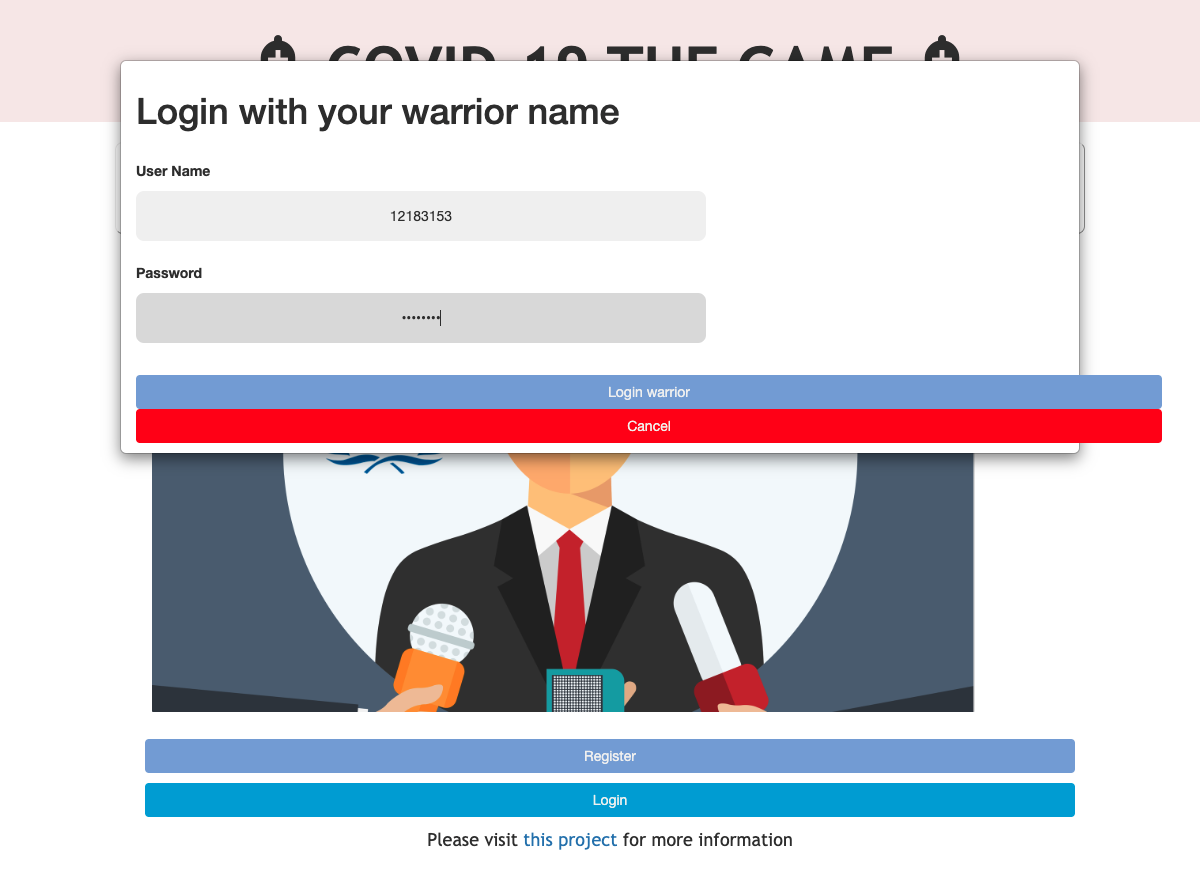 COVID-19 THE GAME
Login with your warrior name
User Name
12183153
Password
••••••••
Login warrior
Cancel
Register
Login
Please visit this project for more information